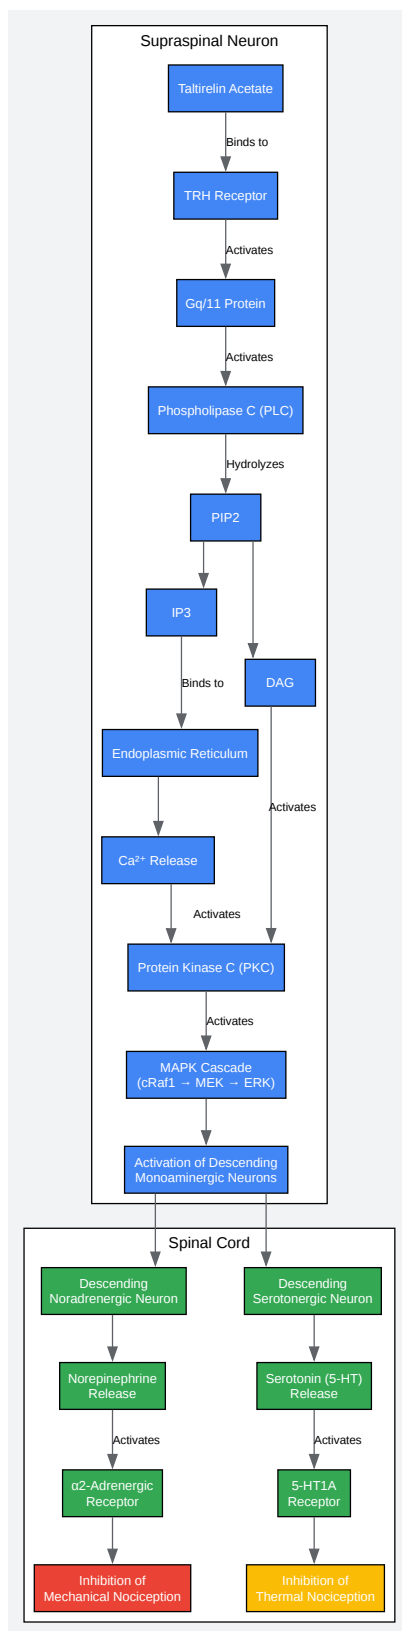 Supraspinal Neuron
Taltirelin Acetate
Binds to
TRH Receptor
Activates
Gq/11 Protein
Activates
Phospholipase C (PLC)
Hydrolyzes
PIP2
IP3
Binds to
DAG
Endoplasmic Reticulum
Activates
Ca²⁺ Release
Activates
Protein Kinase C (PKC)
Activates
MAPK Cascade
(cRaf1 → MEK → ERK)
Activation of Descending
Monoaminergic Neurons
Spinal Cord
Descending
Noradrenergic Neuron
Descending
Serotonergic Neuron
Norepinephrine
Release
Serotonin (5-HT)
Release
Activates
Activates
α2-Adrenergic
Receptor
5-HT1A
Receptor
Inhibition of
Mechanical Nociception
Inhibition of
Thermal Nociception